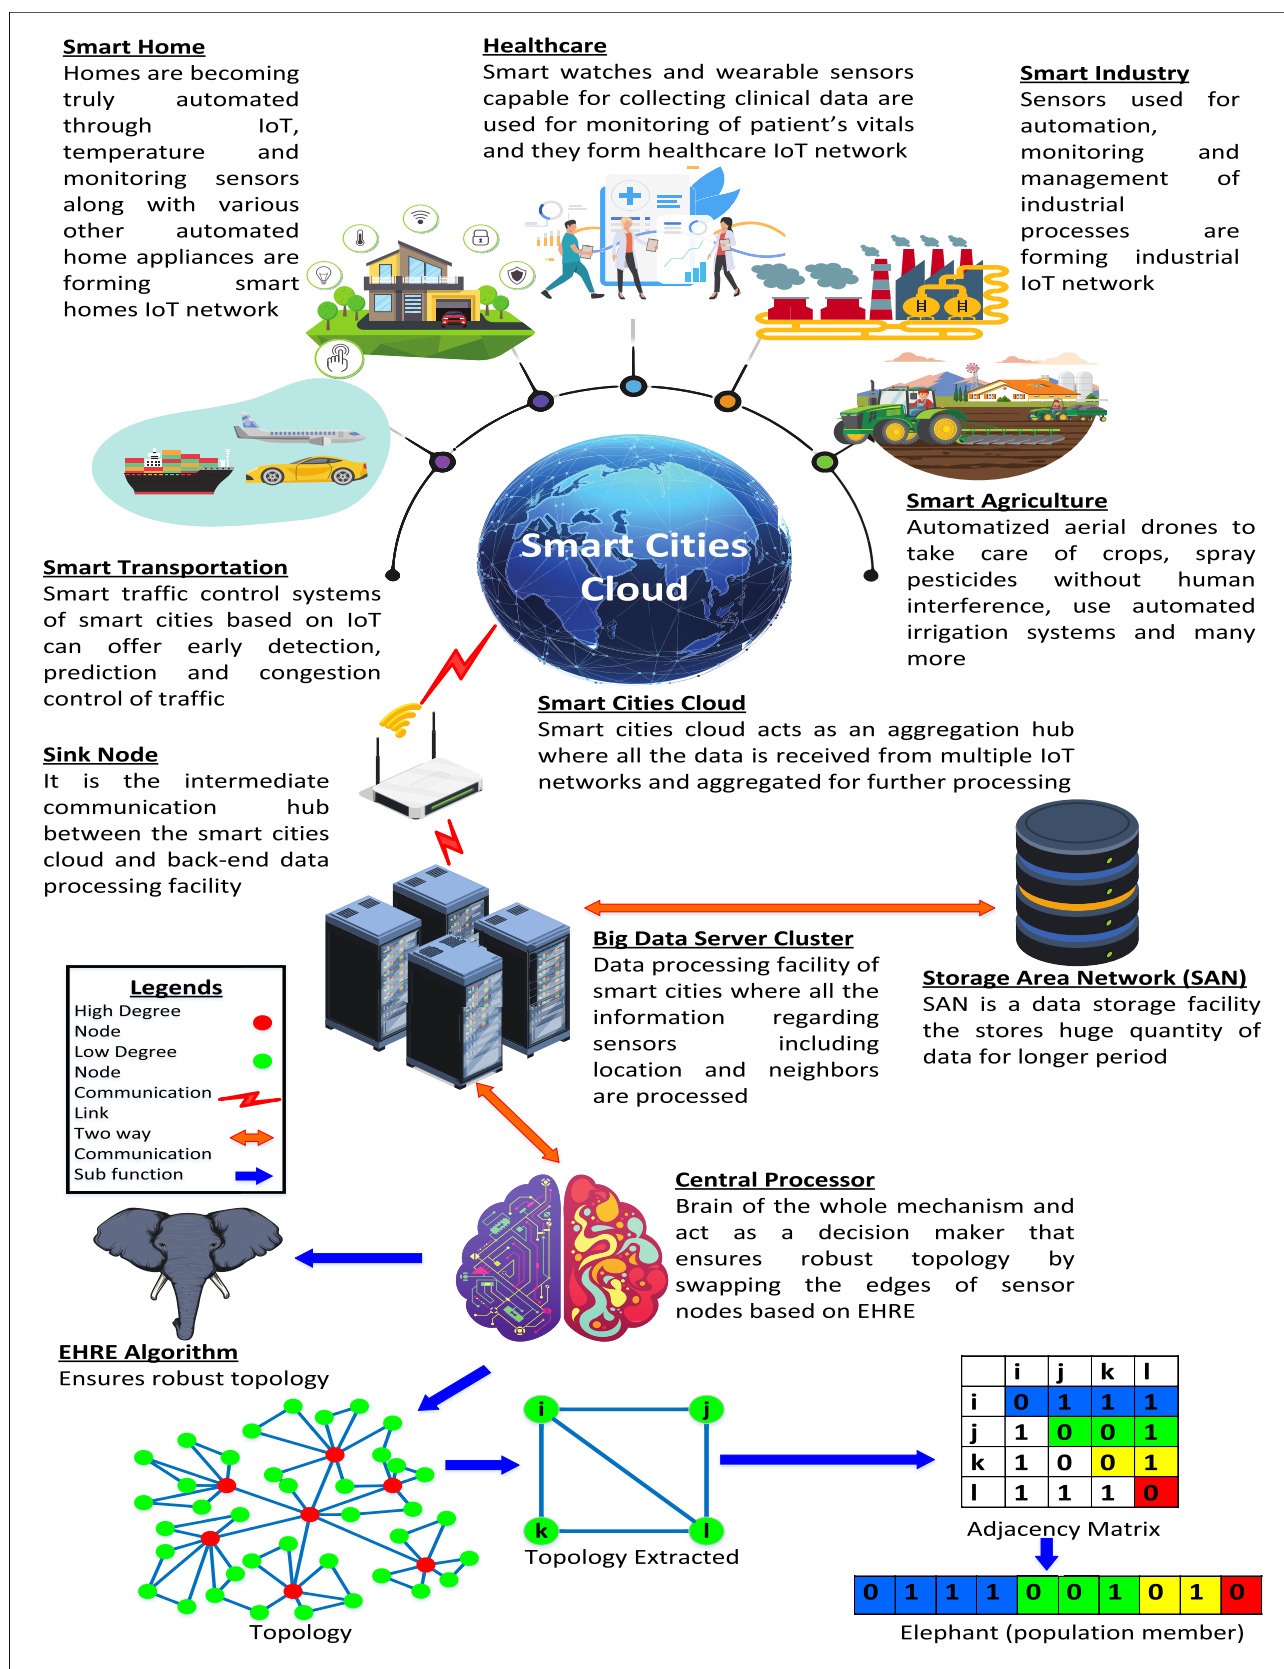 Smart Home
Homes are becoming
truly automated
through IoT,
temperature and
monitoring sensors
along with various
other automated
home appliances are
forming smart
homes IoT network
Healthcare
Smart watches and wearable sensors
capable for collecting clinical data are
used for monitoring of patient’s vitals
and they form healthcare IoT network
Smart Industry
Sensors used for
automation,
monitoring and
management of
industrial
processes are
forming industrial
IoT network
Smart Agriculture
Automatized aerial drones to
take care of crops, spray
pesticides without human
interference, use automated
irrigation systems and many
more
Smart Cities
Cloud
Smart Transportation
Smart traffic control systems
of smart cities based on IoT
can offer early detection,
prediction and congestion
control of traffic
Smart Cities Cloud
Smart cities cloud acts as an aggregation hub
where all the data is received from multiple IoT
networks and aggregated for further processing
Sink Node
It is the intermediate
communication hub
between the smart cities
cloud and back-end data
processing facility
Big Data Server Cluster
Data processing facility of
smart cities where all the
information regarding
sensors including
location and neighbors
are processed
Storage Area Network (SAN)
SAN is a data storage facility
the stores huge quantity of
data for longer period
Legends
High Degree
Node
Low Degree
Node
Communication
Link
Two way
Communication
Sub function
Central Processor
Brain of the whole mechanism and
act as a decision maker that
ensures robust topology by
swapping the edges of sensor
nodes based on EHRE
EHRE Algorithm
Ensures robust topology
Topology
i j
k l
Topology Extracted
i j k l
i 0 1 1 1
j 1 0 0 1
k 1 0 0 1
l 1 1 1 0
Adjacency Matrix
0 1 1 1 0 0 1 0 1 0
Elephant (population member)